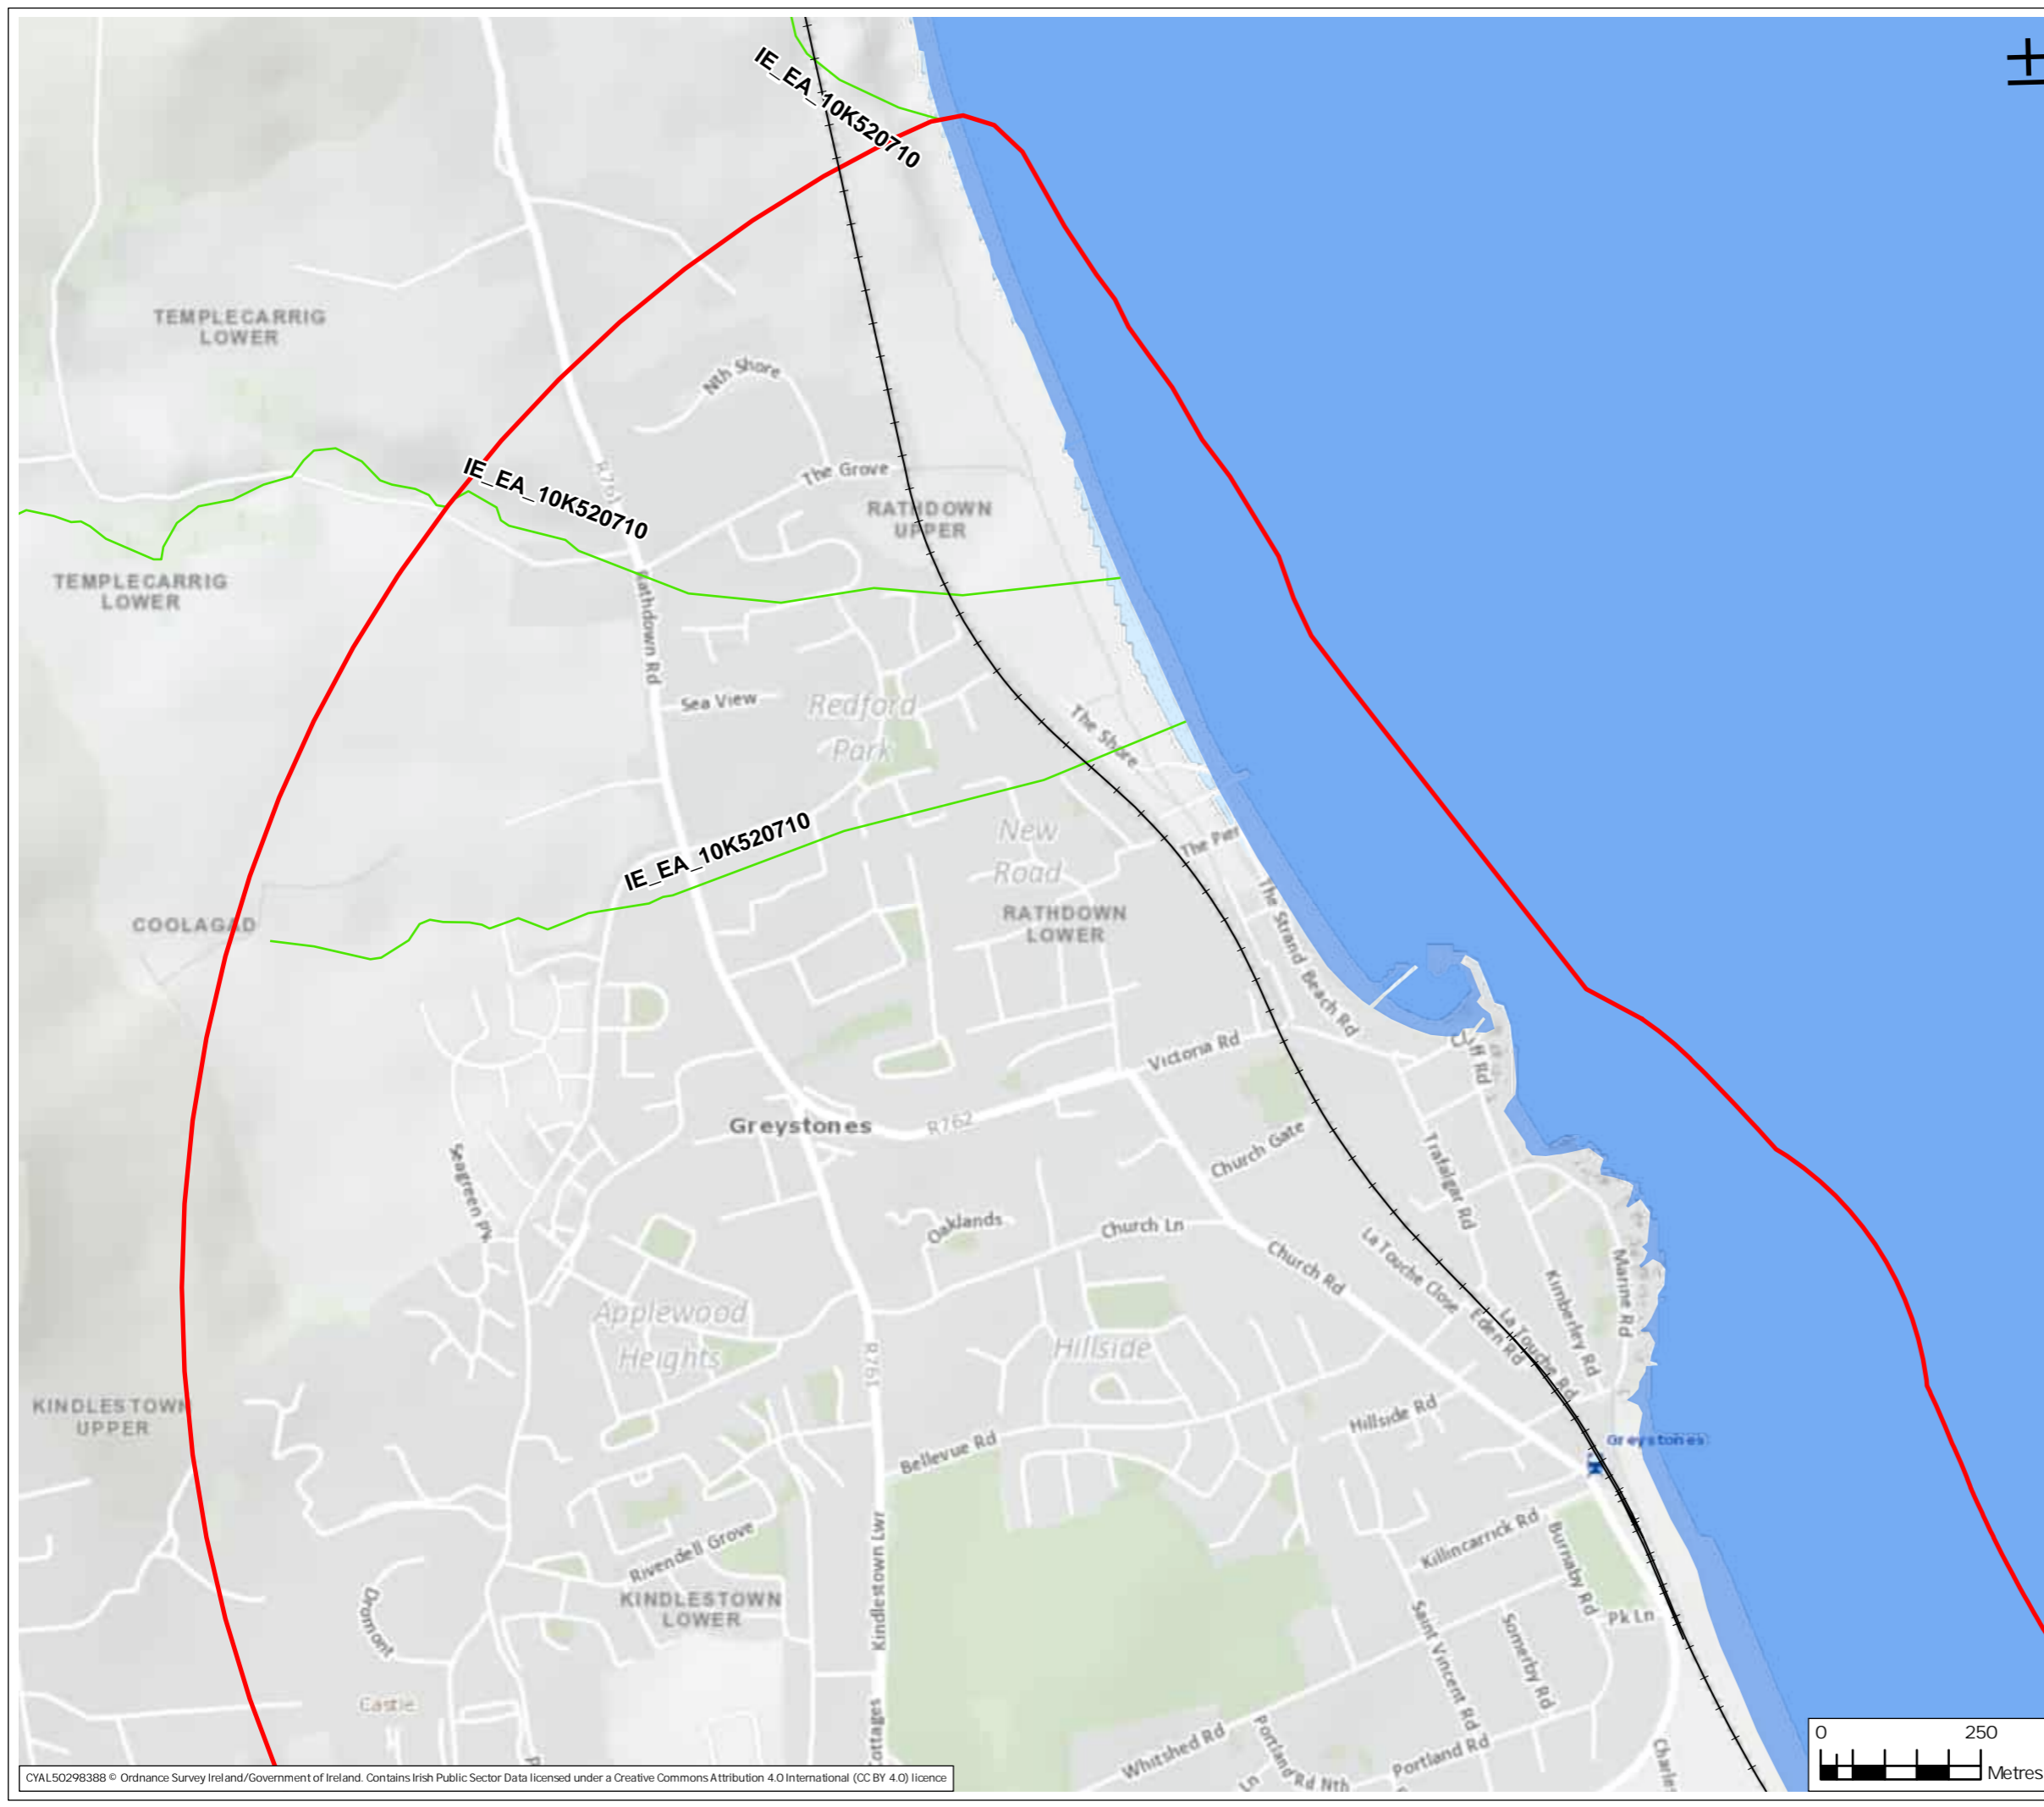 IE_EA_10K520710
TEMPLECARRIG
LOWER
Nth Shore
IE_EA_10K520710
R761
The Grove
RATHDOWN
UPPER
TEMPLECARRIG
LOWER
Rathdown Rd
Sea View
Redford
Park
The Shore
IE_EA_10K520710
New
Road
The Pier
RATHDOWN
LOWER
COOLAGAD
The Strand Beach Rd
Cliff Rd
Victoria Rd
Greystones
R762
Church Gate
Trafalgar Rd
Seagreen Pk
Oaklands
Church Ln
Church Rd
La Touche Close
Kimberley Rd
Marine Rd
Applewood
Heights
Eden Rd
La Touche Rd
R761
Hillside
KINDLESTOWN
UPPER
Hillside Rd
Bellevue Rd
Greystones
Rivendell Grove
Kindlestown Lwr
Killincarrick Rd
Burnaby Rd
Dromont
KINDLESTOWN
LOWER
Pk Ln
Saint Vincent Rd
Somerby Rd
Castle
ottages
Whitshed Rd
Portland Rd Nth
Portland Rd
Charles
Ln
0 250
Metres
CYAL50298388 © Ordnance Survey Ireland/Government of Ireland. Contains Irish Public Sector Data licensed under a Creative Commons Attribution 4.0 International (CC BY 4.0) licence